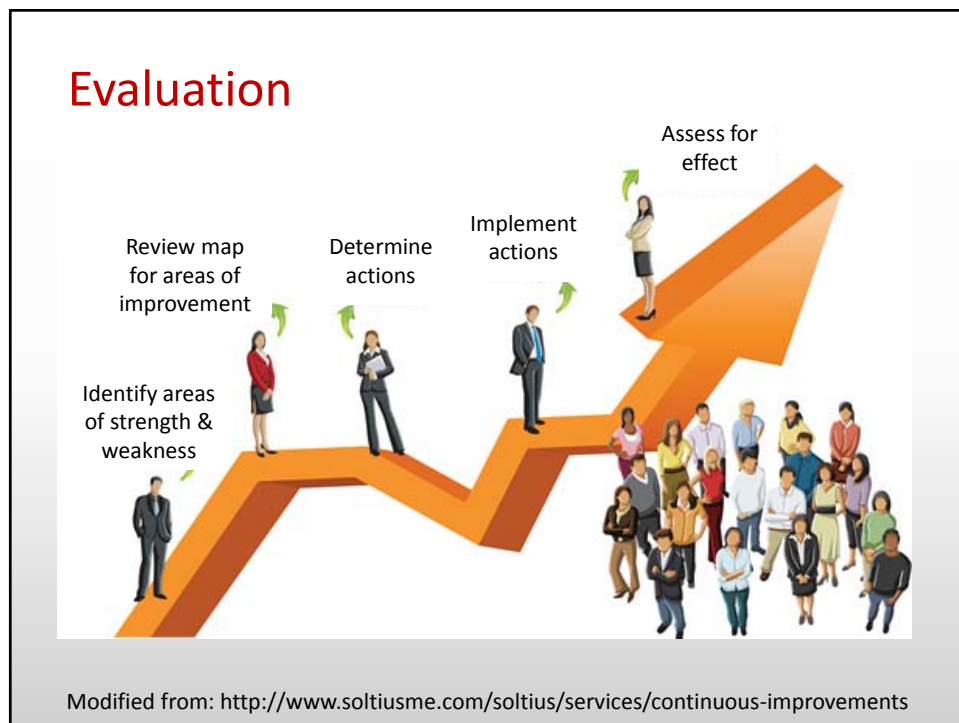 Evaluation
Identify areas
of strength &
weakness
Review map
for areas of
improvement
Determine
actions
Implement
actions
Assess for
effect
Modified from: http://www.soltiusme.com/soltius/services/continuous-improvements